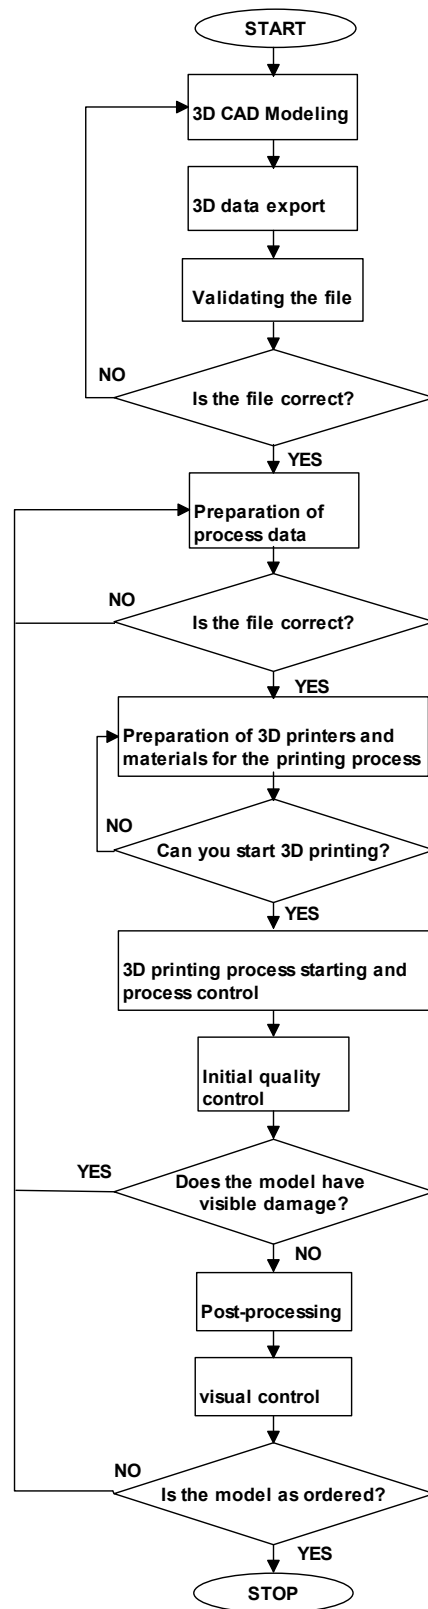 START
3D CAD Modeling
3D data export
Validating the file
NO
Is the file correct?
YES
Preparation of
process data
NO
Is the file correct?
YES
Preparation of 3D printers and
materials for the printing process
NO
Can you start 3D printing?
YES
3D printing process starting and
process control
Initial quality
control
YES
Does the model have
visible damage?
NO
Post-processing
visual control
NO
Is the model as ordered?
YES
STOP